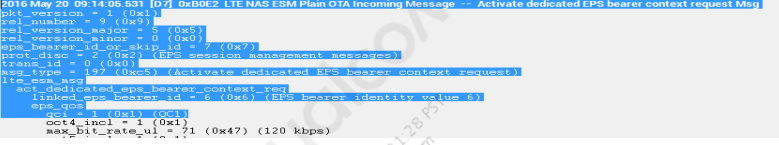 2016 May 20 09:14:05.531 [D7] 0xB0E2 LTE NAS ESM Plain OTA Incoming Message -- Activate dedicated EPS bearer context request Msg
pkt_version = 1 (0x1)
rel_number = 9 (0x9)
rel_version_major = 5 (0x5)
rel_version_minor = 0 (0x0)
eps_bearer_id_or_skip_id = 7 (0x7)
prot_disc = 2 (0x2) (EPS session management messages)
trans_id = 0 (0x0)
msg_type = 197 (0xc5) (Activate dedicated EPS bearer context request)
lte_esm_msg
act_dedicated_eps_bearer_context_req
linked_eps_bearer_id = 6 (0x6) (EPS bearer identity value 6)
eps_qos
qci = 1 (0x1) (QC1)
oct4_incl = 1 (0x1)
max_bit_rate_ul = 71 (0x47) (120 kbps)